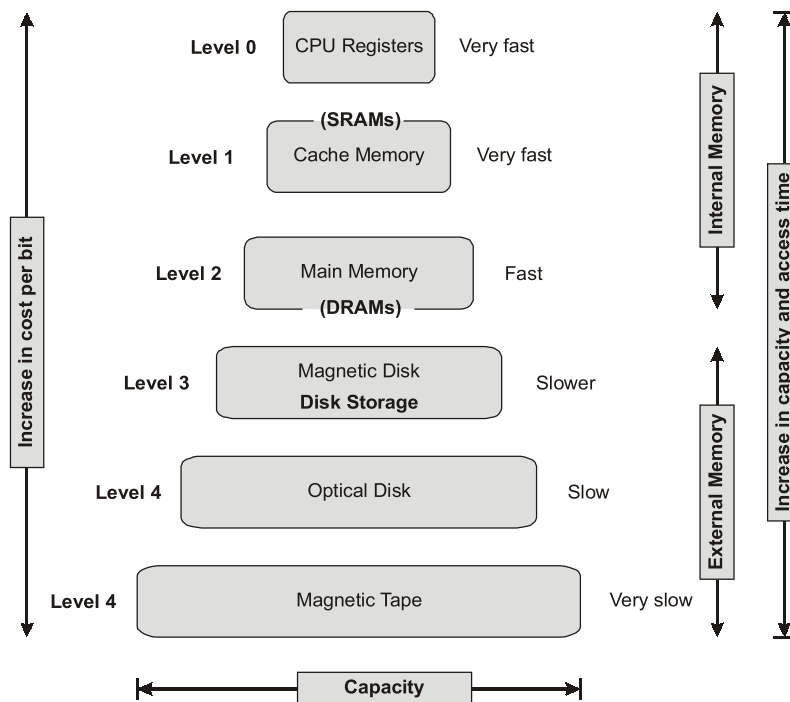 Level 0
CPU Registers
Very fast
(SRAMs)
Level 1
Cache Memory
Very fast
Level 2
Main Memory
Fast
(DRAMs)
Level 3
Magnetic Disk
Disk Storage
Slower
Level 4
Optical Disk
Slow
Level 4
Magnetic Tape
Very slow
Capacity
Increase in cost per bit
Internal Memory
External Memory
Increase in capacity and access time